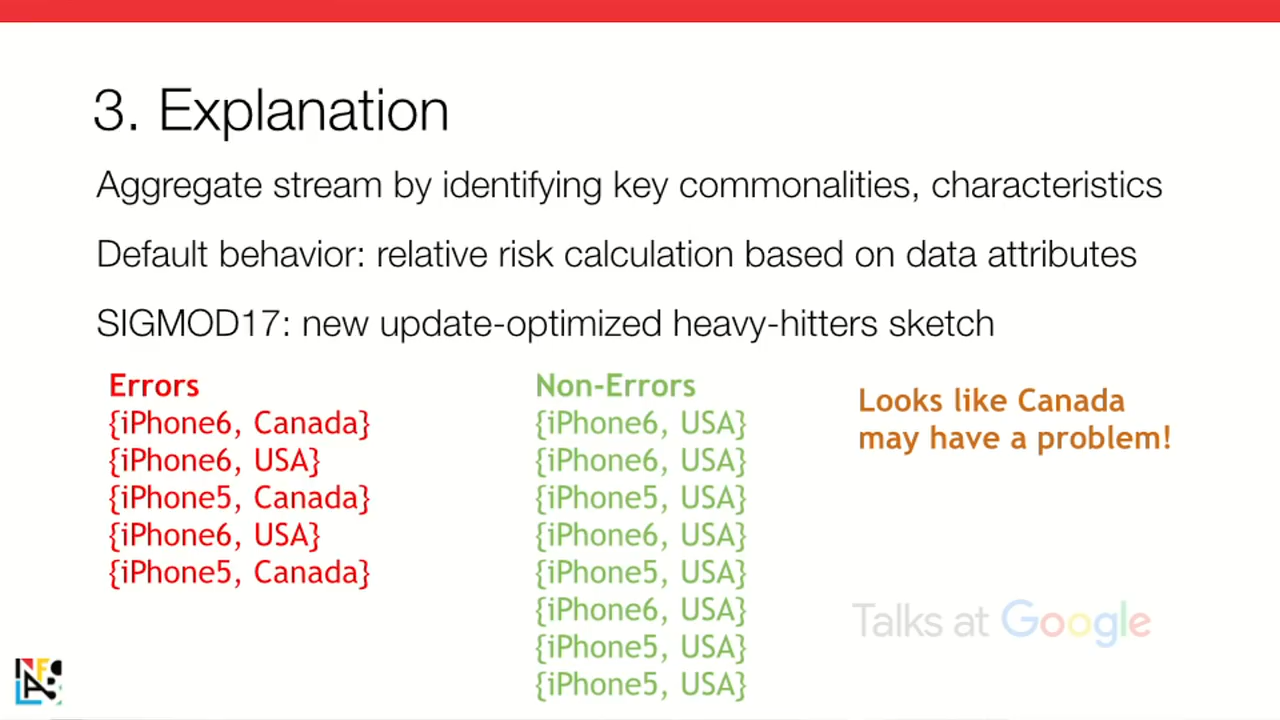 3. Explanation
Aggregate stream by identifying key commonalities, characteristics
Default behavior: relative risk calculation based on data attributes
SIGMOD17: new update-optimized heavy-hitters sketch
Errors
{iPhone6, Canada}
{iPhone6, USA}
{iPhone5, Canada}
{iPhone6, USA}
{iPhone5, Canada}
Non-Errors
{iPhone6, USA}
{iPhone6, USA}
{iPhone5, USA}
{iPhone6, USA}
{iPhone5, USA}
{iPhone6, USA}
{iPhone5, USA}
{iPhone5, USA}
Looks like Canada
may have a problem!
Talks at Google